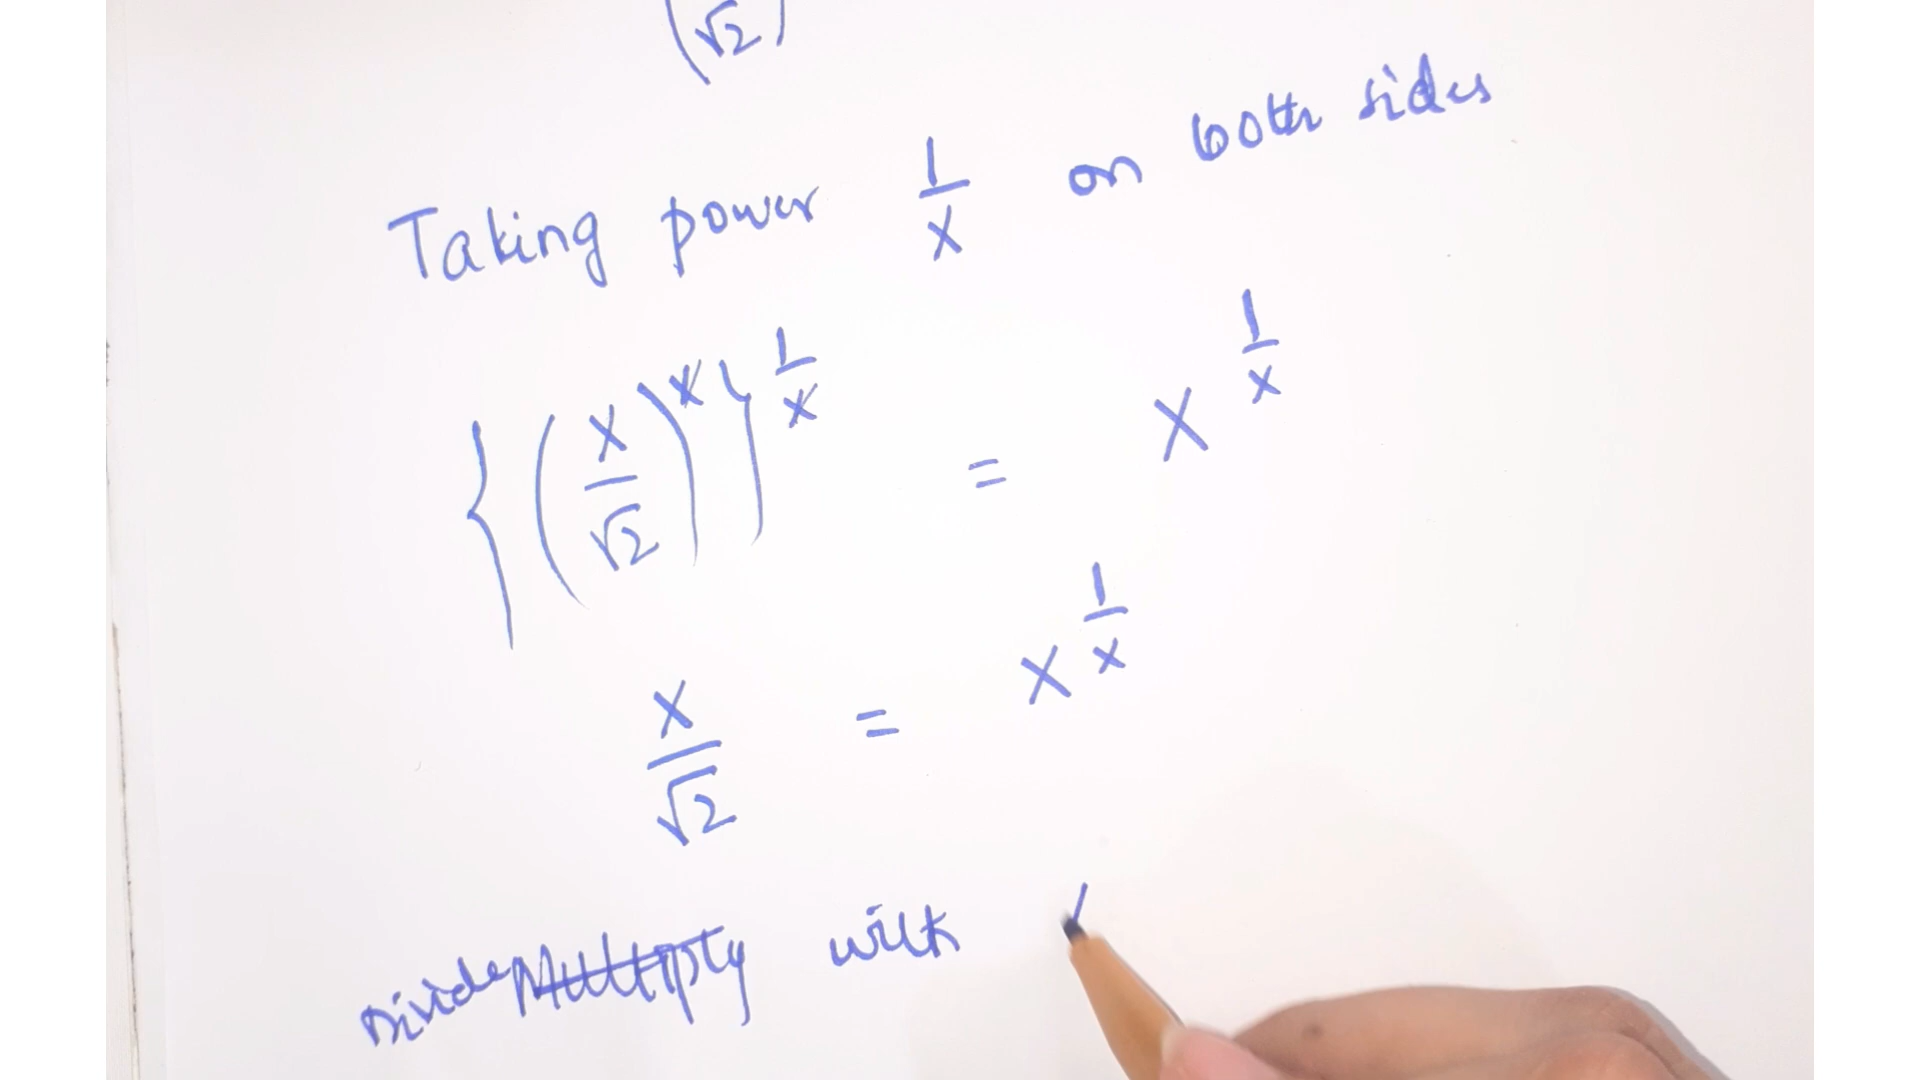 (√2)
Taking power 1/x on both sides
{(x/√2)^x}^1/x = x^1/x
x/√2 = x^1/x
Divide Multiply with